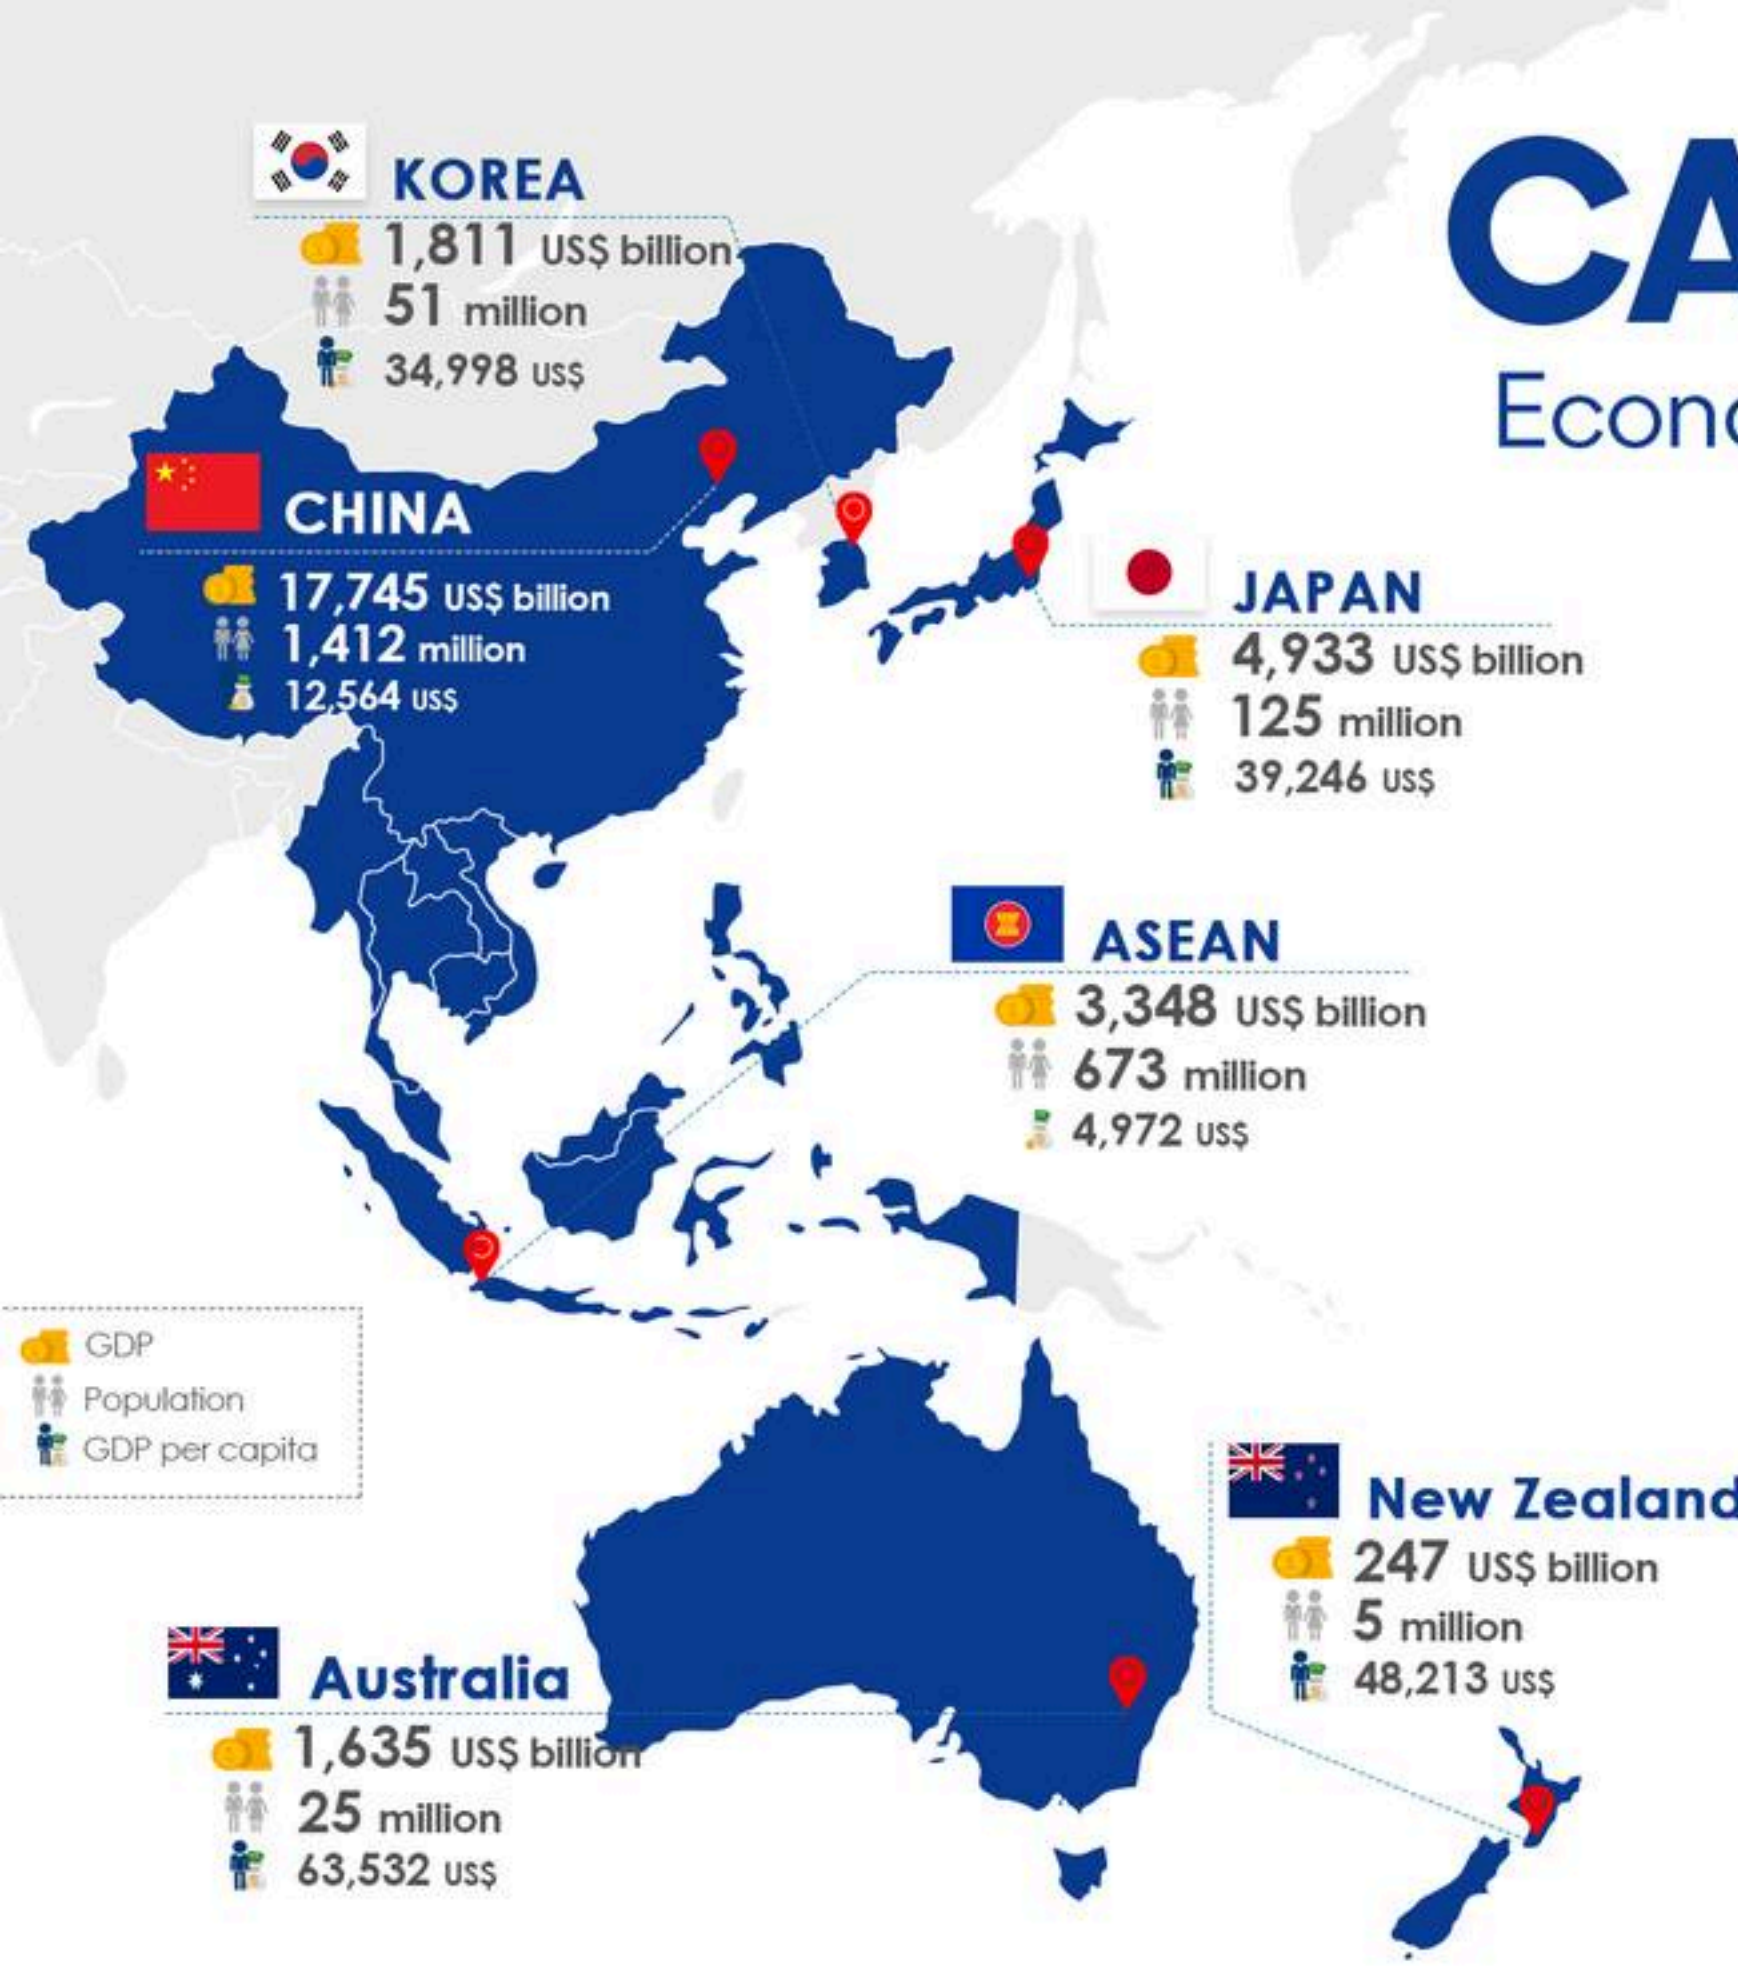 KOREA
1,811 US$ billion
51 million
34,998 US$
CA
Econ
CHINA
17,745 US$ billion
1,412 million
12,564 US$
JAPAN
4,933 US$ billion
125 million
39,246 US$
ASEAN
3,348 US$ billion
673 million
4,972 US$
GDP
Population
GDP per capita
New Zealand
247 US$ billion
5 million
48,213 US$
Australia
1,635 US$ billion
25 million
63,532 US$